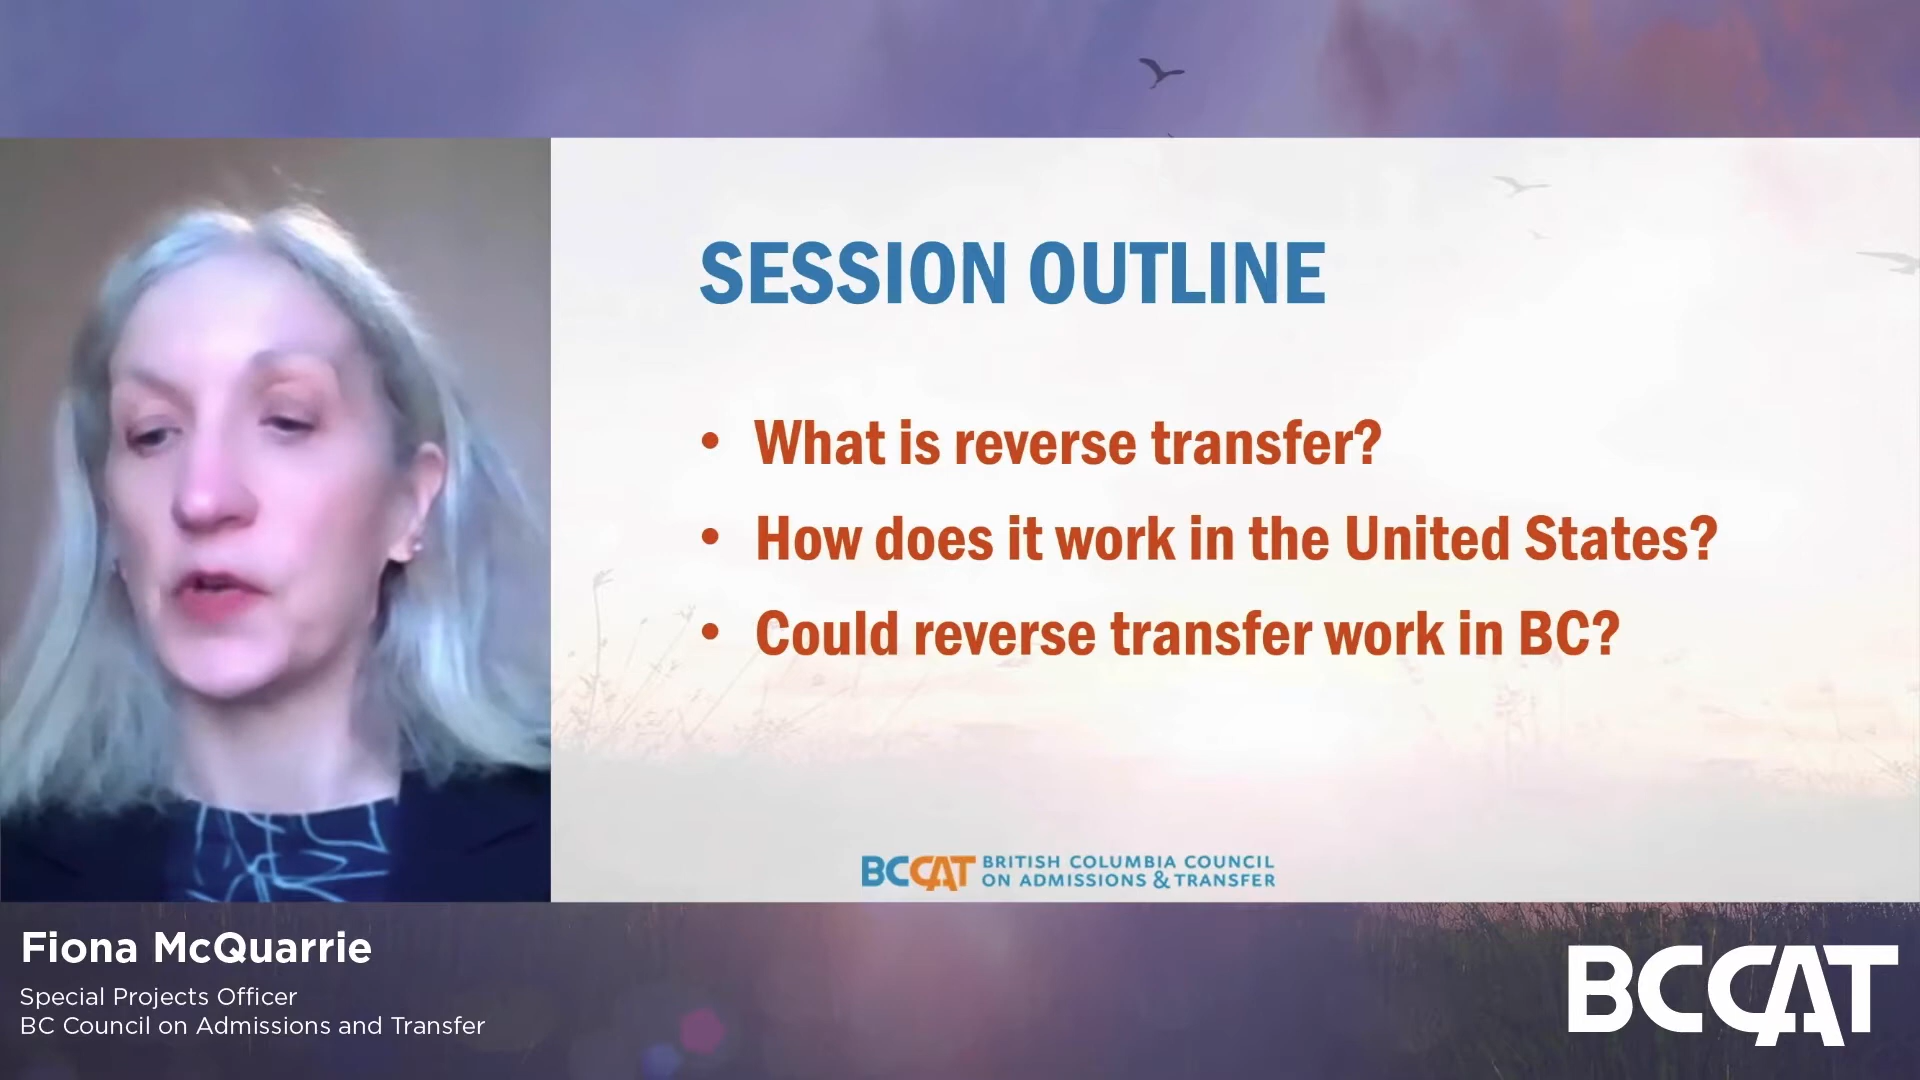 SESSION OUTLINE
• What is reverse transfer?
• How does it work in the United States?
• Could reverse transfer work in BC?
BCCAT BRITISH COLUMBIA COUNCIL
ON ADMISSIONS & TRANSFER
Fiona McQuarrie
Special Projects Officer
BC Council on Admissions and Transfer
BCCAT